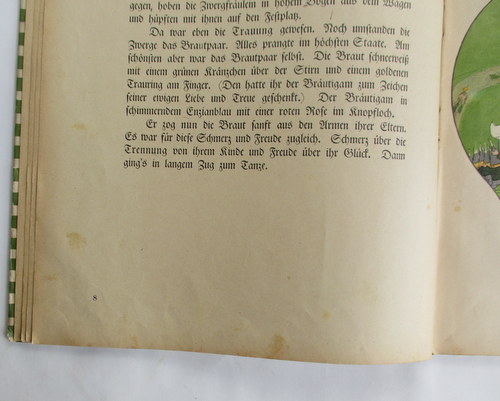 gegen, hoben die Zwergfräulein in hohem Bogen aus dem Wagen
und hüpften mit ihnen auf den Festplatz.
Da war eben die Trauung gewesen. Noch umstanden die
Zwerge das Brautpaar. Alles prangte im höchsten Staate. Am
schönsten aber war das Brautpaar selbst. Die Braut schneeweiß
mit einem grünen Kränzchen über der Stirn und einem goldenen
Trauring am Finger. (Den hatte ihr der Bräutigam zum Zeichen
seiner ewigen Liebe und Treue geschenkt.) Der Bräutigam in
schimmerndem Enzianblau mit einer roten Rose im Knopfloch.
Er zog nun die Braut sanft aus den Armen ihrer Eltern.
Es war für diese Schmerz und Freude zugleich. Schmerz über die
Trennung von ihrem Kinde und Freude über ihr Glück. Dann
ging's in langem Zug zum Tanze.
8